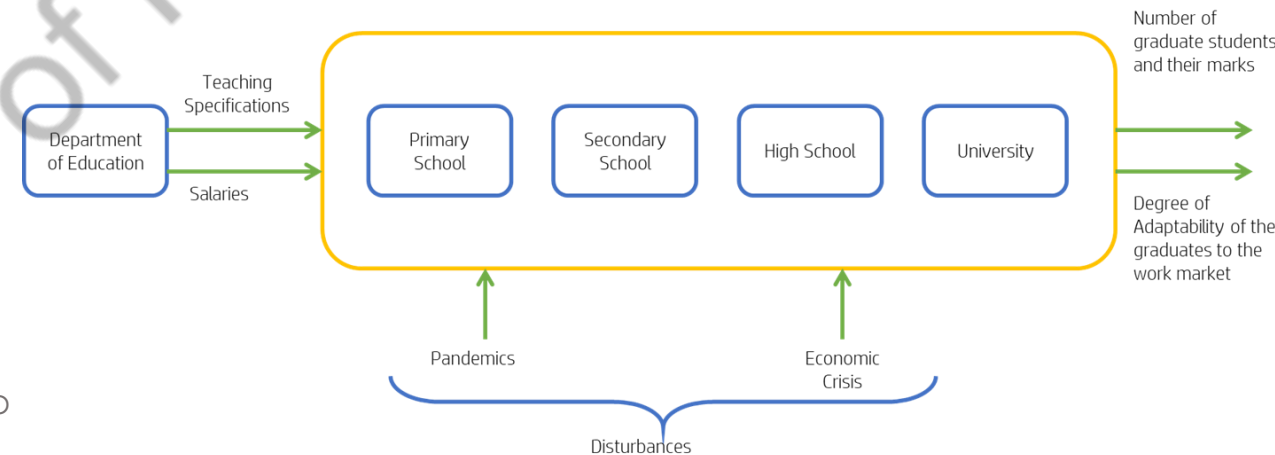 of
Number of
graduate students
and their marks
Teaching
Specifications
Department
of Education
Primary
School
Secondary
School
High School
University
Salaries
Degree of
Adaptability of the
graduates to the
work market
Pandemics
Economic
Crisis
Disturbances